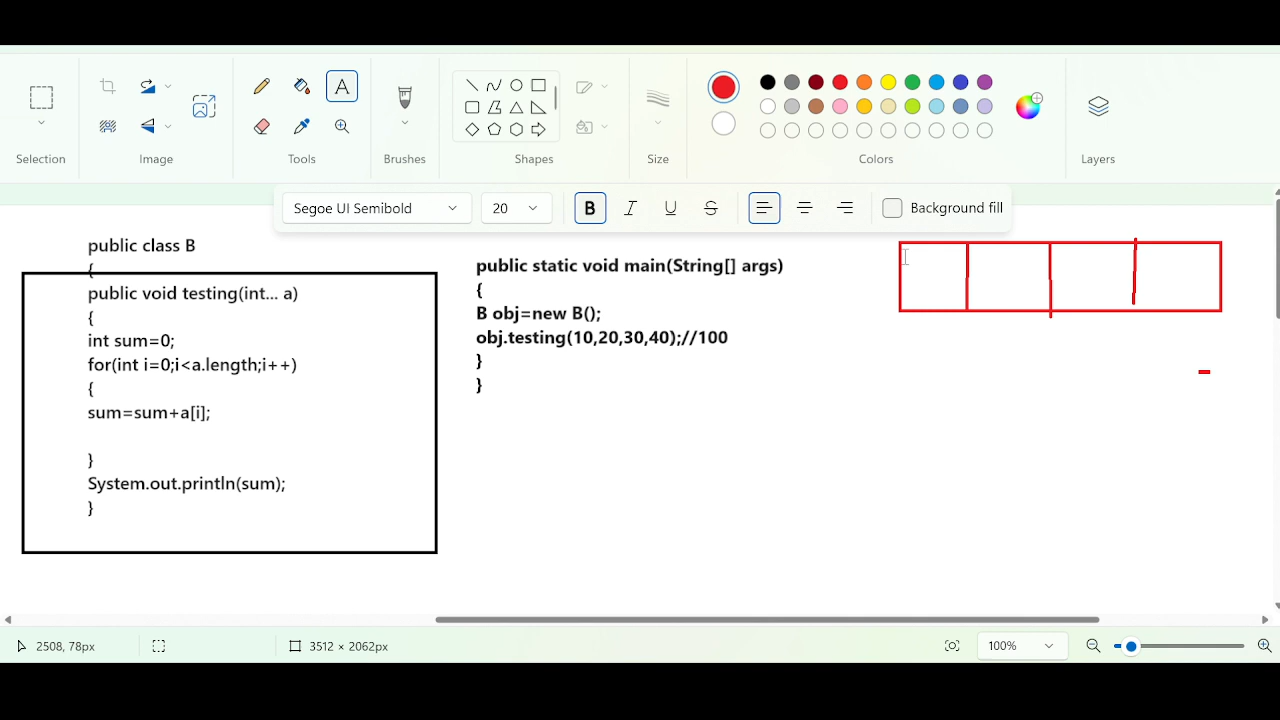 Selection
Image
Tools
Brushes
Shapes
Size
Colors
Layers
Segoe UI Semibold
20
B
I
U
S
Background fill
public class B
{
public void testing(int... a)
{
int sum=0;
for(int i=0;i<a.length;i++)
{
sum=sum+a[i];
}
System.out.println(sum);
}
public static void main(String[] args)
{
B obj=new B();
obj.testing(10,20,30,40);//100
}
}
2508, 78px
3512 × 2062px
100%